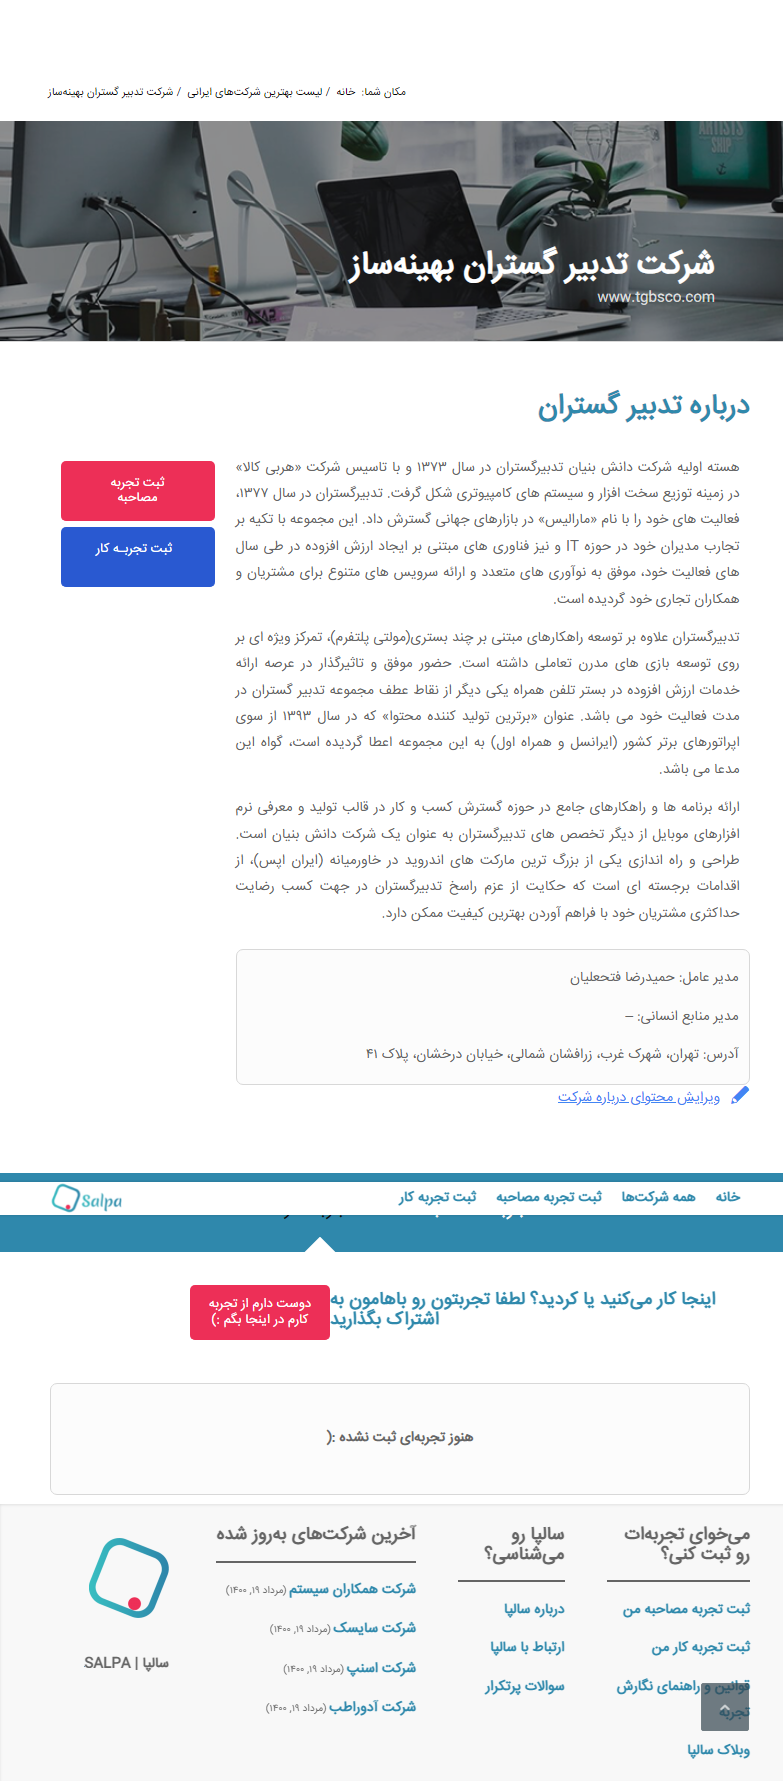 مکان شما: خانه / لیست بهترین شرکت‌های ایرانی / شرکت تدبیر گستران بهینه‌ساز
ARTISTS
SHIP
شرکت تدبیر گستران بهینه‌ساز
www.tgbsco.com
درباره تدبیر گستران
ثبت تجربه
مصاحبه
ثبت تجربـه کار
هسته اولیه شرکت دانش بنیان تدبیرگستران در سال ۱۳۷۳ و با تاسیس شرکت «هربی کالا»
در زمینه توزیع سخت افزار و سیستم های کامپیوتری شکل گرفت. تدبیرگستران در سال ۱۳۷۷،
فعالیت های خود را با نام «مارالیس» در بازارهای جهانی گسترش داد. این مجموعه با تکیه بر
تجارب مدیران خود در حوزه IT و نیز فناوری های مبتنی بر ایجاد ارزش افزوده در طی سال
های فعالیت خود، موفق به نوآوری های متعدد و ارائه سرویس های متنوع برای مشتریان و
همکاران تجاری خود گردیده است.
تدبیرگستران علاوه بر توسعه راهکارهای مبتنی بر چند بستری(مولتی پلتفرم)، تمرکز ویژه ای بر
روی توسعه بازی های مدرن تعاملی داشته است. حضور موفق و تاثیرگذار در عرصه ارائه
خدمات ارزش افزوده در بستر تلفن همراه یکی دیگر از نقاط عطف مجموعه تدبیر گستران در
مدت فعالیت خود می باشد. عنوان «برترین تولید کننده محتوا» که در سال ۱۳۹۳ از سوی
اپراتورهای برتر کشور (ایرانسل و همراه اول) به این مجموعه اعطا گردیده است، گواه این
مدعا می باشد.
ارائه برنامه ها و راهکارهای جامع در حوزه گسترش کسب و کار در قالب تولید و معرفی نرم
افزارهای موبایل از دیگر تخصص های تدبیرگستران به عنوان یک شرکت دانش بنیان است.
طراحی و راه اندازی یکی از بزرگ ترین مارکت های اندروید در خاورمیانه (ایران اپس)، از
اقدامات برجسته ای است که حکایت از عزم راسخ تدبیرگستران در جهت کسب رضایت
حداکثری مشتریان خود با فراهم آوردن بهترین کیفیت ممکن دارد.
مدیر عامل: حمیدرضا فتحعلیان
مدیر منابع انسانی: –
آدرس: تهران، شهرک غرب، زرافشان شمالی، خیابان درخشان، پلاک ۴۱
ویرایش محتوای درباره شرکت
خانه همه شرکت‌ها ثبت تجربه مصاحبه ثبت تجربه کار Salpa
اینجا کار می‌کنید یا کردید؟ لطفا تجربتون رو باهامون به
اشتراک بگذارید
دوست دارم از تجربه
کارم در اینجا بگم :)
هنوز تجربه‌ای ثبت نشده :(
می‌خوای تجربه‌ات
رو ثبت کنی؟
ثبت تجربه مصاحبه من
ثبت تجربه کار من
قوانین و راهنمای نگارش
تجربه
وبلاک سالپا
سالپا رو
می‌شناسی؟
درباره سالپا
ارتباط با سالپا
سوالات پرتکرار
آخرین شرکت‌های به‌روز شده
شرکت همکاران سیستم (مرداد ۱۹, ۱۴۰۰)
شرکت سایسک (مرداد ۱۹, ۱۴۰۰)
شرکت اسنپ (مرداد ۱۹, ۱۴۰۰)
شرکت آدوراطب (مرداد ۱۹, ۱۴۰۰)
سالپا | SALPA